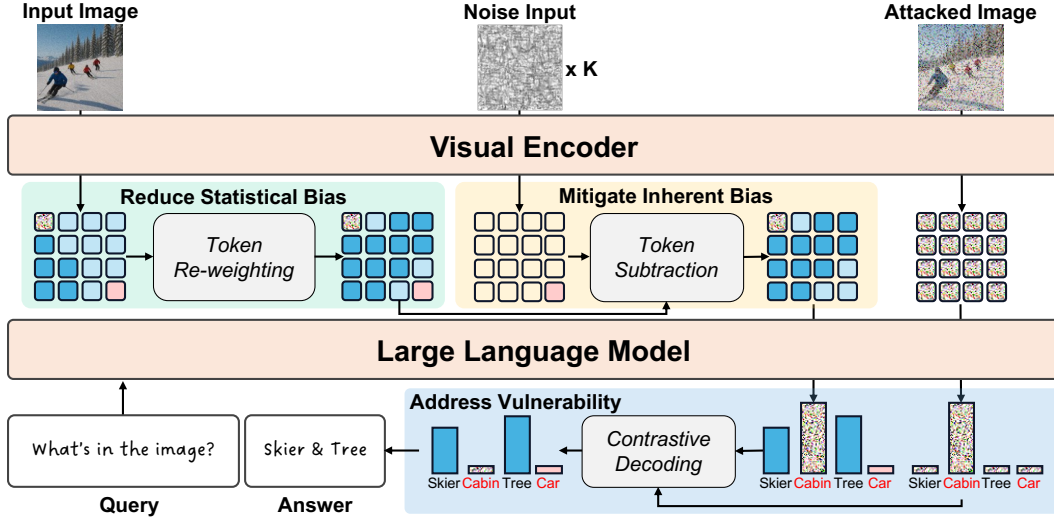 Input Image
Noise Input
Attacked Image
x K
Visual Encoder
Reduce Statistical Bias
Mitigate Inherent Bias
Token
Re-weighting
Token
Subtraction
Large Language Model
Address Vulnerability
What's in the image?
Skier & Tree
Contrastive
Decoding
Skier Cabin Tree Car
Skier Cabin Tree Car
Skier Cabin Trees Car
Query
Answer